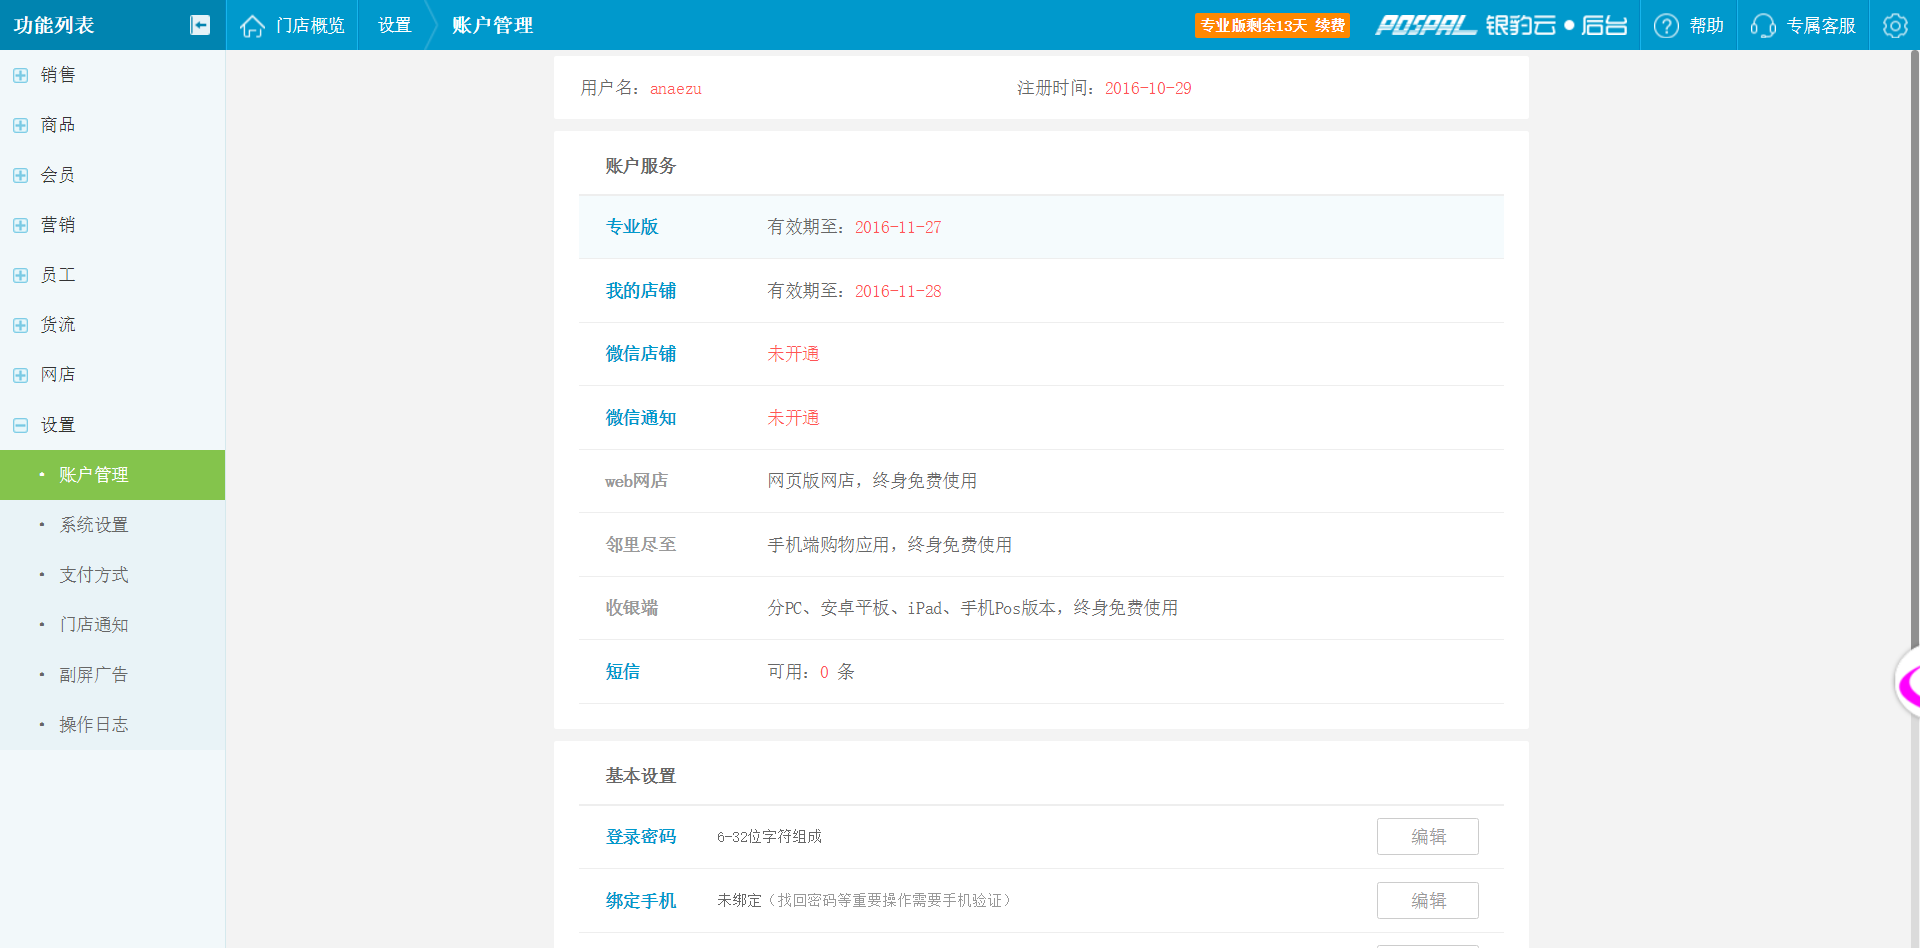 功能列表
门店概览
设置
账户管理
专业版剩余13天 续费
POSPAL 银豹云●后台
帮助
专属客服
销售
商品
会员
营销
员工
货流
网店
设置
• 账户管理
• 系统设置
• 支付方式
• 门店通知
• 副屏广告
• 操作日志
用户名：anaezu
注册时间：2016-10-29
账户服务
专业版 有效期至：2016-11-27
我的店铺 有效期至：2016-11-28
微信店铺 未开通
微信通知 未开通
web网店 网页版网店，终身免费使用
邻里尽至 手机端购物应用，终身免费使用
收银端 分PC、安卓平板、iPad、手机Pos版本，终身免费使用
短信 可用：0 条
基本设置
登录密码 6-32位字符组成 编辑
绑定手机 未绑定（找回密码等重要操作需要手机验证） 编辑